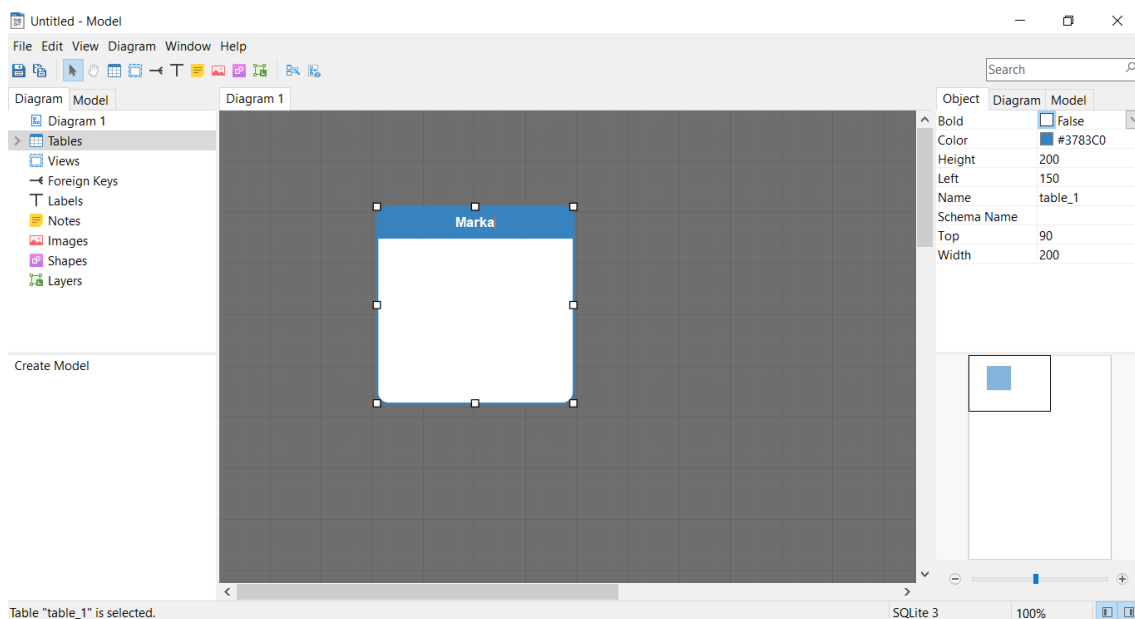 Untitled - Model
File Edit View Diagram Window Help
Search
Diagram Model
Diagram 1
Tables
Views
Foreign Keys
Labels
Notes
Images
Shapes
Layers
Create Model
Diagram 1
Marka
Object Diagram Model
Bold False
Color #3783C0
Height 200
Left 150
Name table_1
Schema Name
Top 90
Width 200
Table "table_1" is selected.
SQLite 3
100%